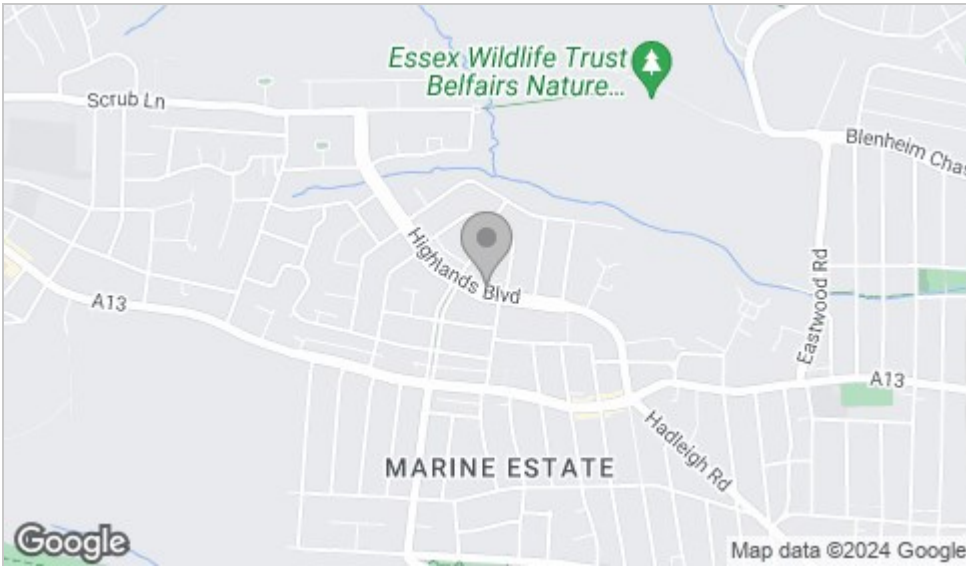 Essex Wildlife Trust
Belfairs Nature...
Scrub Ln
Blenheim Chas
Highlands Blvd
Eastwood Rd
A13
A13
Hadleigh Rd
MARINE ESTATE
Google
Map data ©2024 Google